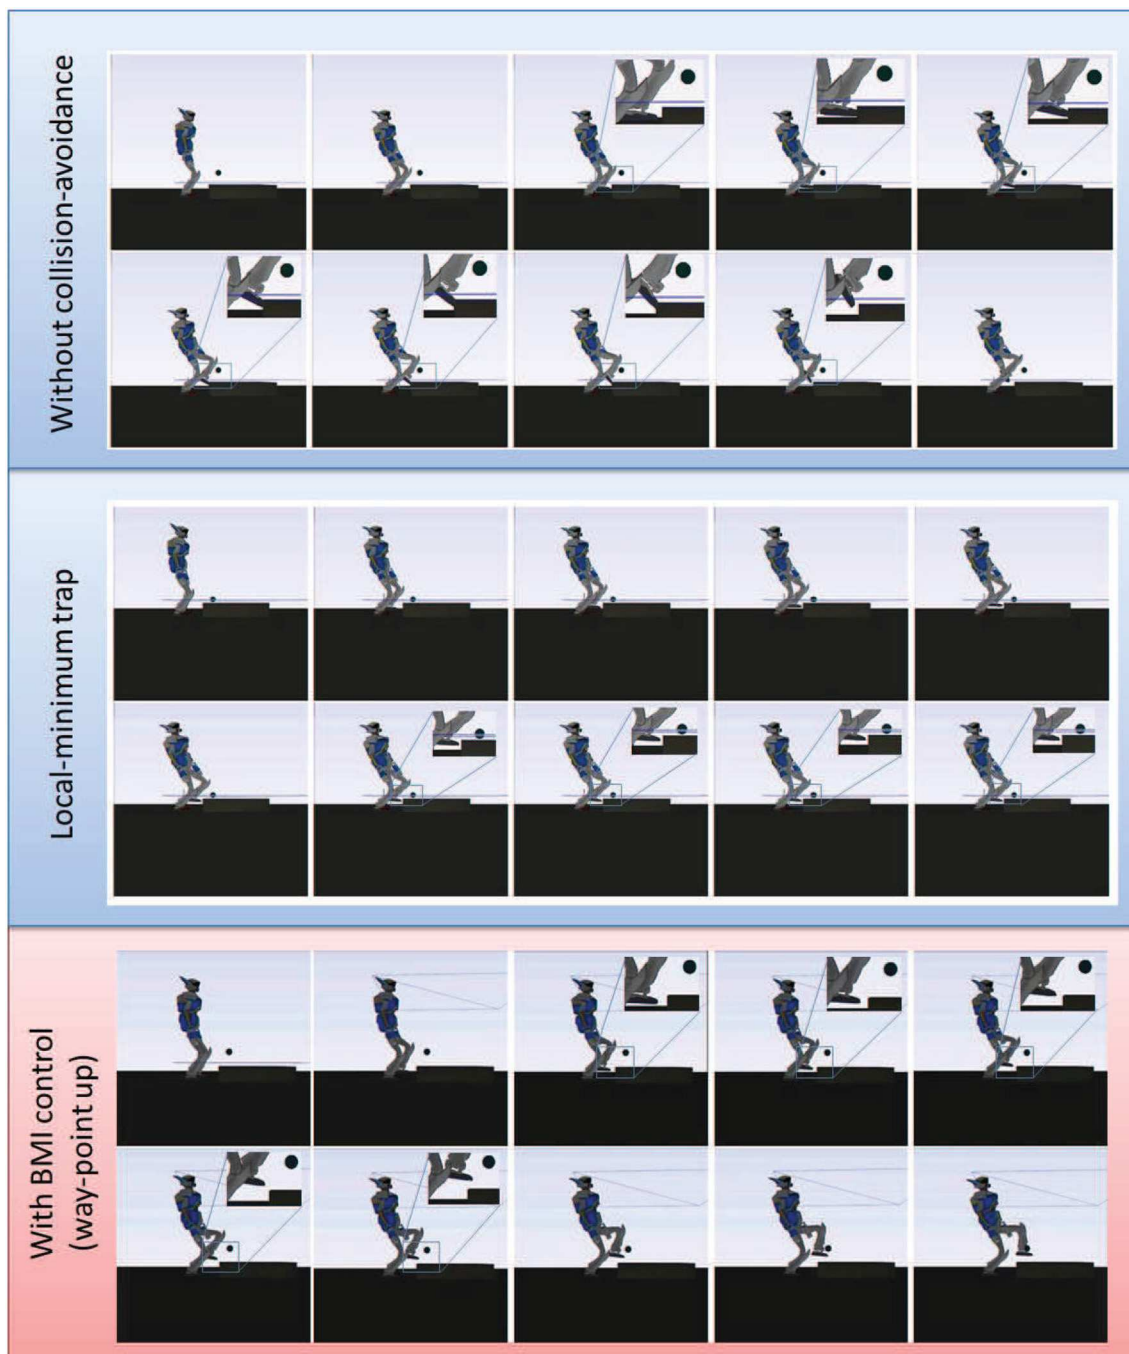 Without collision-avoidance
Local-minimum trap
With BMI control
(way-point up)